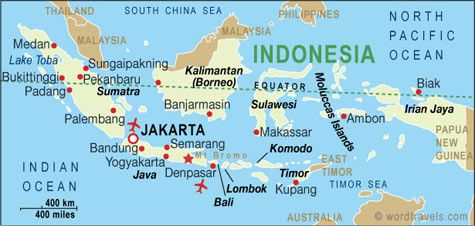 THAILAND
SOUTH CHINA SEA
PHILIPPINES
NORTH
PACIFIC
OCEAN
MALAYSIA
Medan
Lake Toba
MALAYSIA
INDONESIA
Sungaipakning
Bukittinggi
Pekanbaru
Kalimantan
(Borneo)
EQUATOR
Moluccas Islands
Biak
Padang
Sumatra
Sulawesi
Irian Jaya
Palembang
Banjarmasin
Ambon
JAKARTA
Makassar
PAPUA
NEW
GUINEA
Bandung
Semarang
Komodo
INDIAN
OCEAN
Yogyakarta
Mt Bromo
EAST
TIMOR
Java
Denpasar
Lombok
Timor
TIMOR SEA
Bali
Kupang
400 km
400 miles
AUSTRALIA
© wordtravels.com